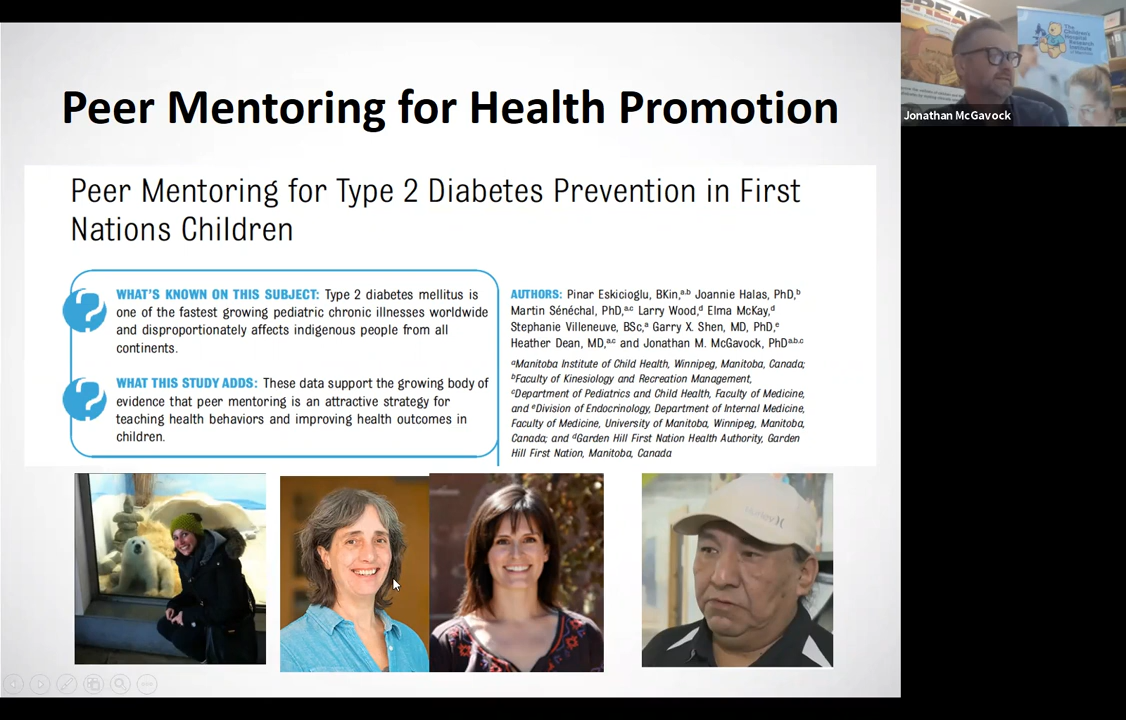 Peer Mentoring for Health Promotion
Peer Mentoring for Type 2 Diabetes Prevention in First
Nations Children
WHAT'S KNOWN ON THIS SUBJECT: Type 2 diabetes mellitus is
one of the fastest growing pediatric chronic illnesses worldwide
and disproportionately affects indigenous people from all
continents.
WHAT THIS STUDY ADDS: These data support the growing body of
evidence that peer mentoring is an attractive strategy for
teaching health behaviors and improving health outcomes in
children.
AUTHORS: Pinar Eskicioglu, BKin,a,b Joannie Halas, PhD,b
Martin Sénéchal, PhD,a,c Larry Wood,d Elma McKay,d
Stephanie Villeneuve, BSc,a Garry X. Shen, MD, PhD,e
Heather Dean, MD,a,c and Jonathan M. McGavock, PhDa,b,c
aManitoba Institute of Child Health, Winnipeg, Manitoba, Canada;
bFaculty of Kinesiology and Recreation Management,
cDepartment of Pediatrics and Child Health, Faculty of Medicine,
and eDivision of Endocrinology, Department of Internal Medicine,
Faculty of Medicine, University of Manitoba, Winnipeg, Manitoba,
Canada; and dGarden Hill First Nation Health Authority, Garden
Hill First Nation, Manitoba, Canada
Hurley
The
Children's
Hospital
Research
Institute
Jonathan McGavock